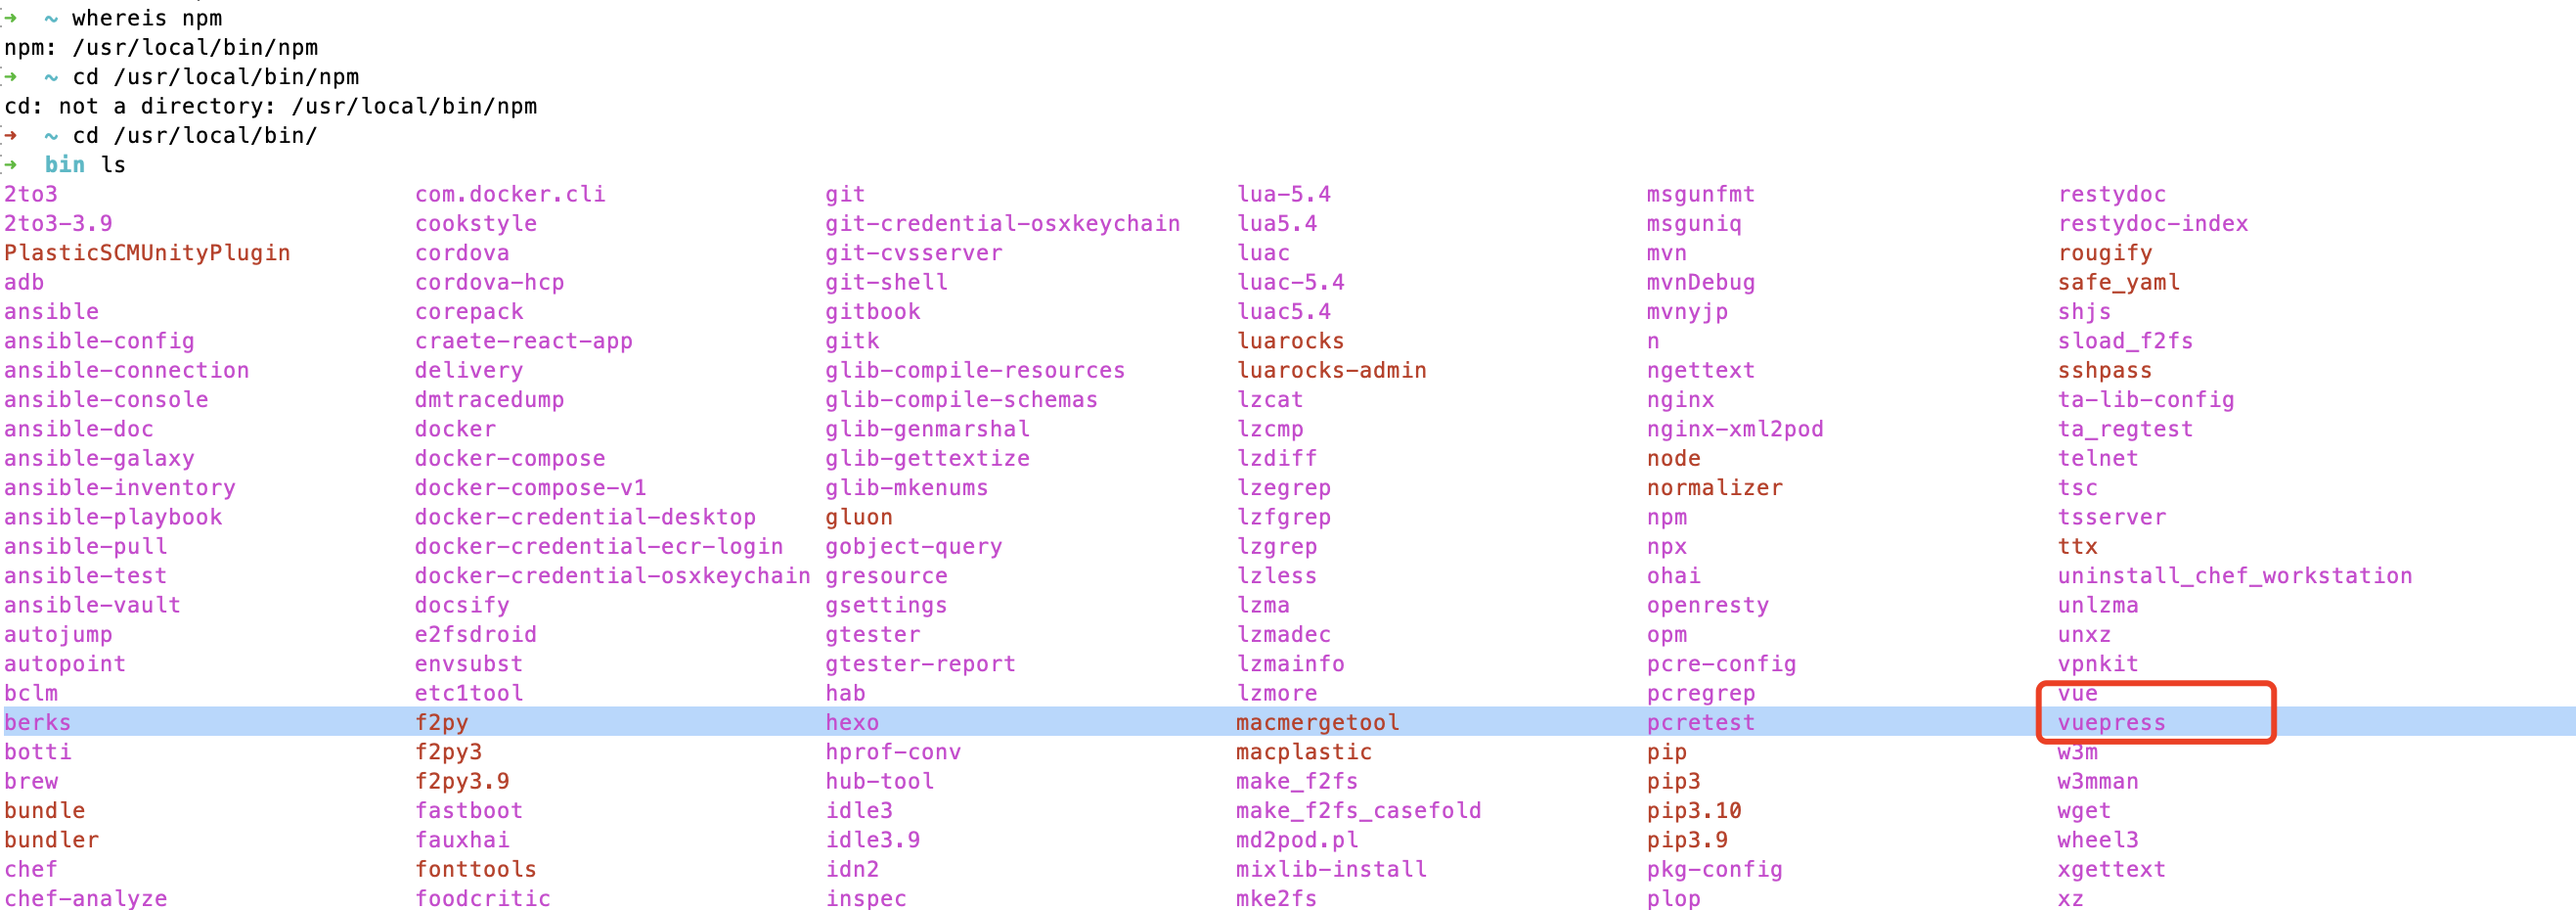 ➜  ~ whereis npm
npm: /usr/local/bin/npm
➜  ~ cd /usr/local/bin/npm
cd: not a directory: /usr/local/bin/npm
➜  ~ cd /usr/local/bin/
➜  bin ls
2to3 com.docker.cli git lua-5.4 msgunfmt restydoc
2to3-3.9 cookstyle git-credential-osxkeychain lua5.4 msguniq restydoc-index
PlasticSCMUnityPlugin cordova git-cvsserver luac mvn rougify
adb cordova-hcp git-shell luac-5.4 mvnDebug safe_yaml
ansible corepack gitbook luac5.4 mvnyjp shjs
ansible-config craete-react-app gitk luarocks n sload_f2fs
ansible-connection delivery glib-compile-resources luarocks-admin ngettext sshpass
ansible-console dmtracedump glib-compile-schemas lzcat nginx ta-lib-config
ansible-doc docker glib-genmarshal lzcmp nginx-xml2pod ta_regtest
ansible-galaxy docker-compose glib-gettextize lzdiff node telnet
ansible-inventory docker-compose-v1 glib-mkenums lzegrep normalizer tsc
ansible-playbook docker-credential-desktop gluon lzfgrep npm tsserver
ansible-pull docker-credential-ecr-login gobject-query lzgrep npx ttx
ansible-test docker-credential-osxkeychain gresource lzless ohai uninstall_chef_workstation
ansible-vault docsify gsettings lzma openresty unlzma
autojump e2fsdroid gtester lzmadec opm unxz
autopoint envsubst gtester-report lzmainfo pcre-config vpnkit
bclm etc1tool hab lzmore pcregrep vue
berks f2py hexo macmergetool pcretest vuepress
botti f2py3 hprof-conv macplastic pip w3m
brew f2py3.9 hub-tool make_f2fs pip3 w3mman
bundle fastboot idle3 make_f2fs_casefold pip3.10 wget
bundler fauxhai idle3.9 md2pod.pl pip3.9 wheel3
chef fonttools idn2 mixlib-install pkg-config xgettext
chef-analyze foodcritic inspec mke2fs plop xz